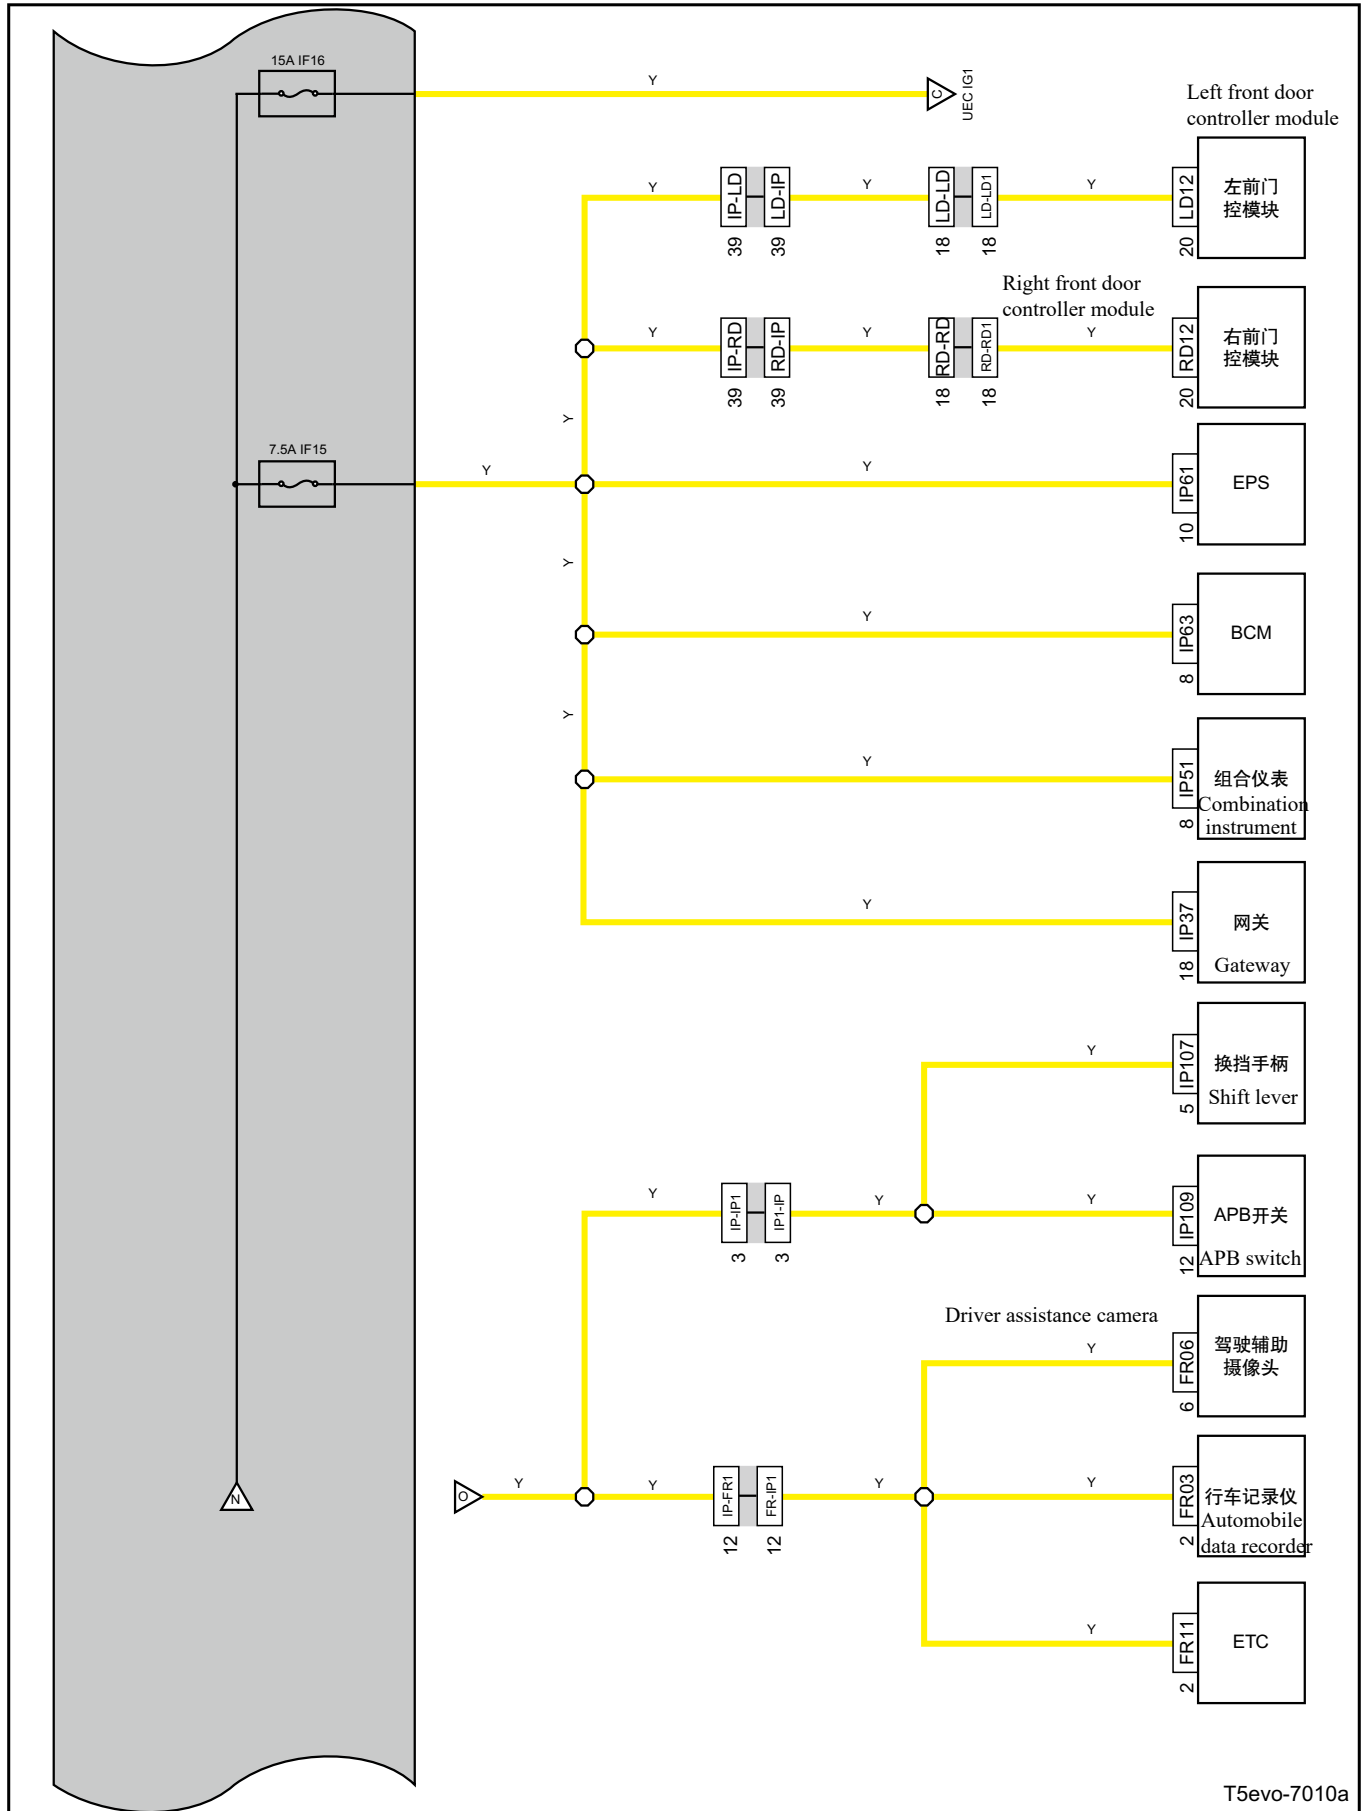 15A IF16
Y
C
UEC IG1
Left front door
controller module
Y
IP-LD
LD-IP
39
39
Y
LD-LD
LD-LD1
18
18
Y
LD12
20
左前门
控模块
Right front door
controller module
Y
IP-RD
RD-IP
39
39
Y
RD-RD
RD-RD1
18
18
Y
RD12
20
右前门
控模块
Y
7.5A IF15
Y
Y
IP61
10
EPS
Y
Y
IP63
8
BCM
Y
Y
IP51
8
组合仪表
Combination
instrument
Y
IP37
18
网关
Gateway
Y
IP107
5
换挡手柄
Shift lever
Y
IP-IP1
IP1-IP
3
3
Y
Y
IP109
12
APB开关
APB switch
Driver assistance camera
Y
FR06
6
驾驶辅助
摄像头
N
O
Y
Y
IP-FR1
FR-IP1
12
12
Y
Y
FR03
2
行车记录仪
Automobile
data recorder
Y
FR11
2
ETC
T5evo-7010a